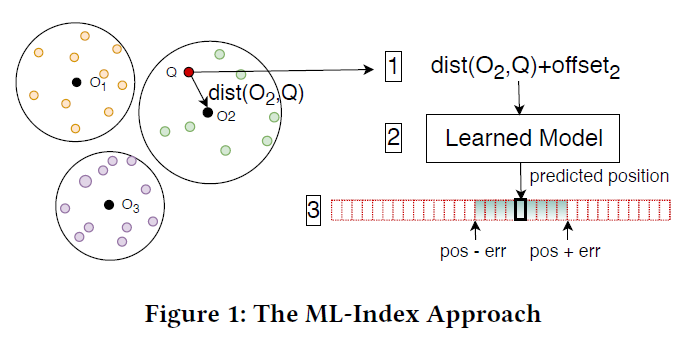 O1
Q
dist(O2,Q)
O2
O3
1
dist(O2,Q)+offset2
2
Learned Model
predicted position
3
pos - err
pos + err
Figure 1: The ML-Index Approach